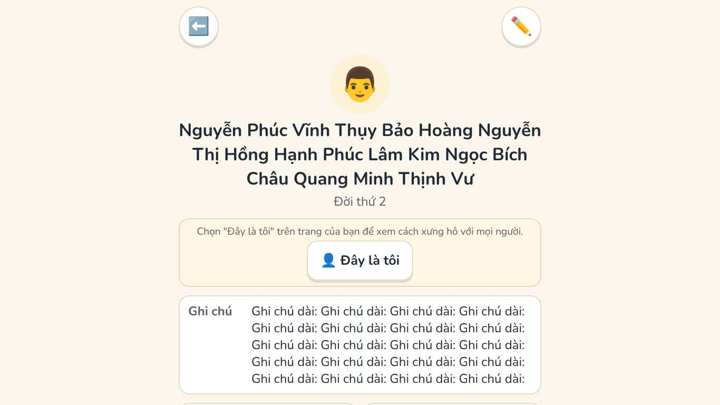 Nguyễn Phúc Vĩnh Thụy Bảo Hoàng Nguyễn
Thị Hồng Hạnh Phúc Lâm Kim Ngọc Bích
Châu Quang Minh Thịnh Vư
Đời thứ 2
Chọn "Đây là tôi" trên trang của bạn để xem cách xưng hô với mọi người.
Đây là tôi
Ghi chú
Ghi chú dài: Ghi chú dài: Ghi chú dài: Ghi chú dài:
Ghi chú dài: Ghi chú dài: Ghi chú dài: Ghi chú dài:
Ghi chú dài: Ghi chú dài: Ghi chú dài: Ghi chú dài:
Ghi chú dài: Ghi chú dài: Ghi chú dài: Ghi chú dài:
Ghi chú dài: Ghi chú dài: Ghi chú dài: Ghi chú dài: